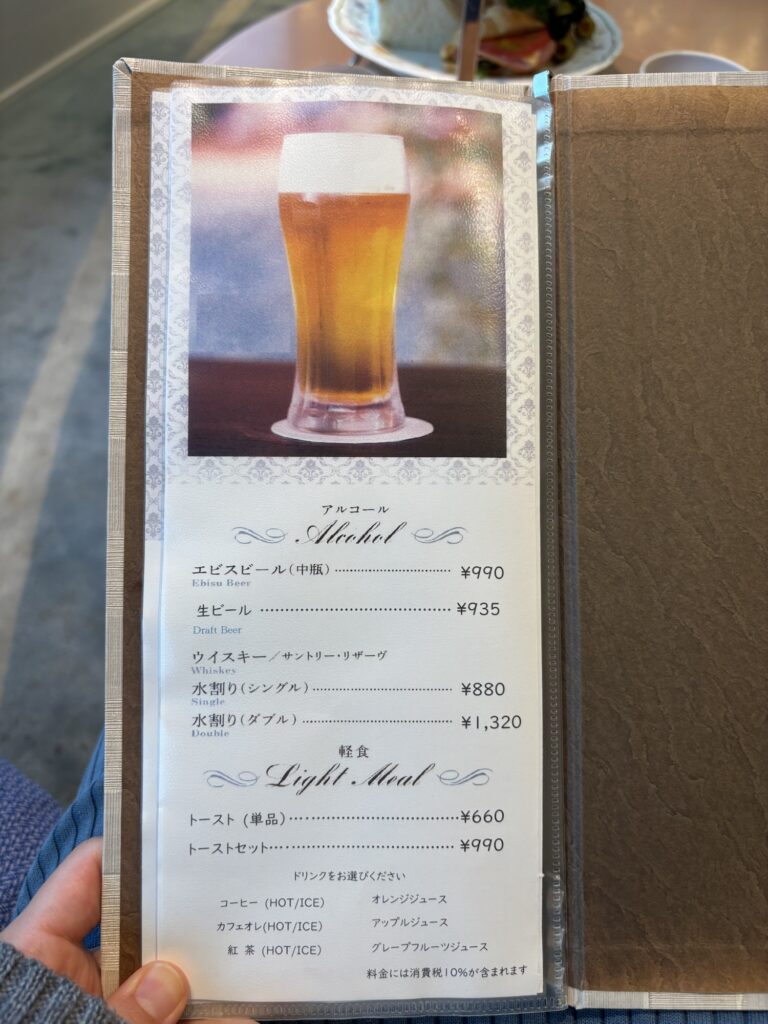 アルコール
Alcohol
エビスビール(中瓶) ………………… ¥990
Ebisu Beer
生ビール ………………………… ¥935
Draft Beer
ウイスキー／サントリー・リザーヴ
Whiskey
水割り(シングル) ………………… ¥880
Single
水割り(ダブル) ………………… ¥1,320
Double
軽食
Light Meal
トースト (単品)……………………¥660
トーストセット……………………… ¥990
ドリンクをお選びください
コーヒー (HOT/ICE) オレンジジュース
カフェオレ(HOT/ICE) アップルジュース
紅 茶 (HOT/ICE) グレープフルーツジュース
料金には消費税10%が含まれます